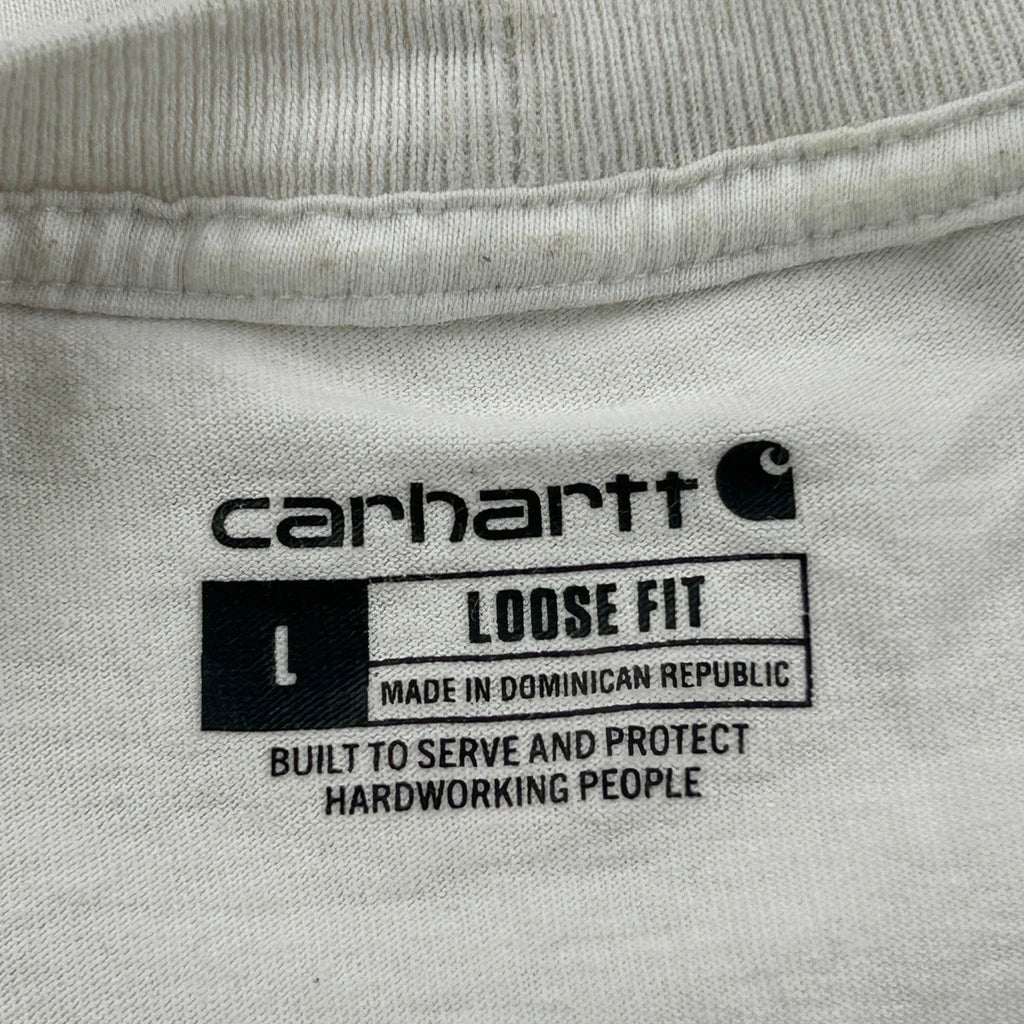 carhartt
L
LOOSE FIT
MADE IN DOMINICAN REPUBLIC
BUILT TO SERVE AND PROTECT
HARDWORKING PEOPLE